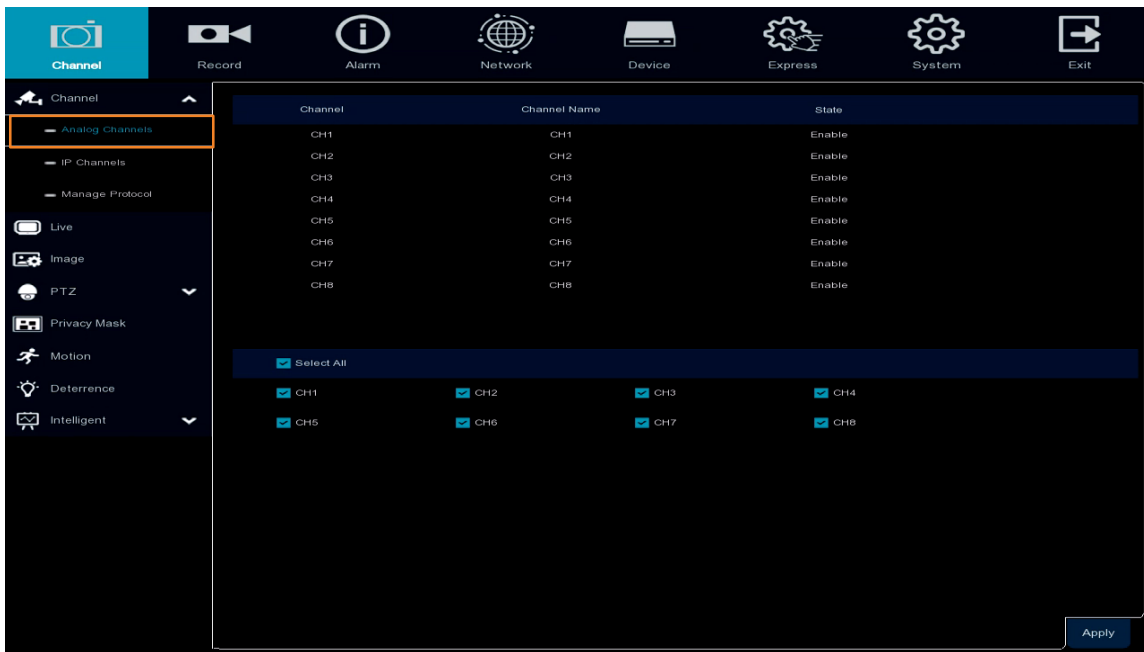 Channel Record Alarm Network Device Express System Exit
Channel
Analog Channels
IP Channels
Manage Protocol
Live
Image
PTZ
Privacy Mask
Motion
Deterrence
Intelligent
Channel Channel Name State
CH1 CH1 Enable
CH2 CH2 Enable
CH3 CH3 Enable
CH4 CH4 Enable
CH5 CH5 Enable
CH6 CH6 Enable
CH7 CH7 Enable
CH8 CH8 Enable
Select All
CH1 CH2 CH3 CH4
CH5 CH6 CH7 CH8
Apply